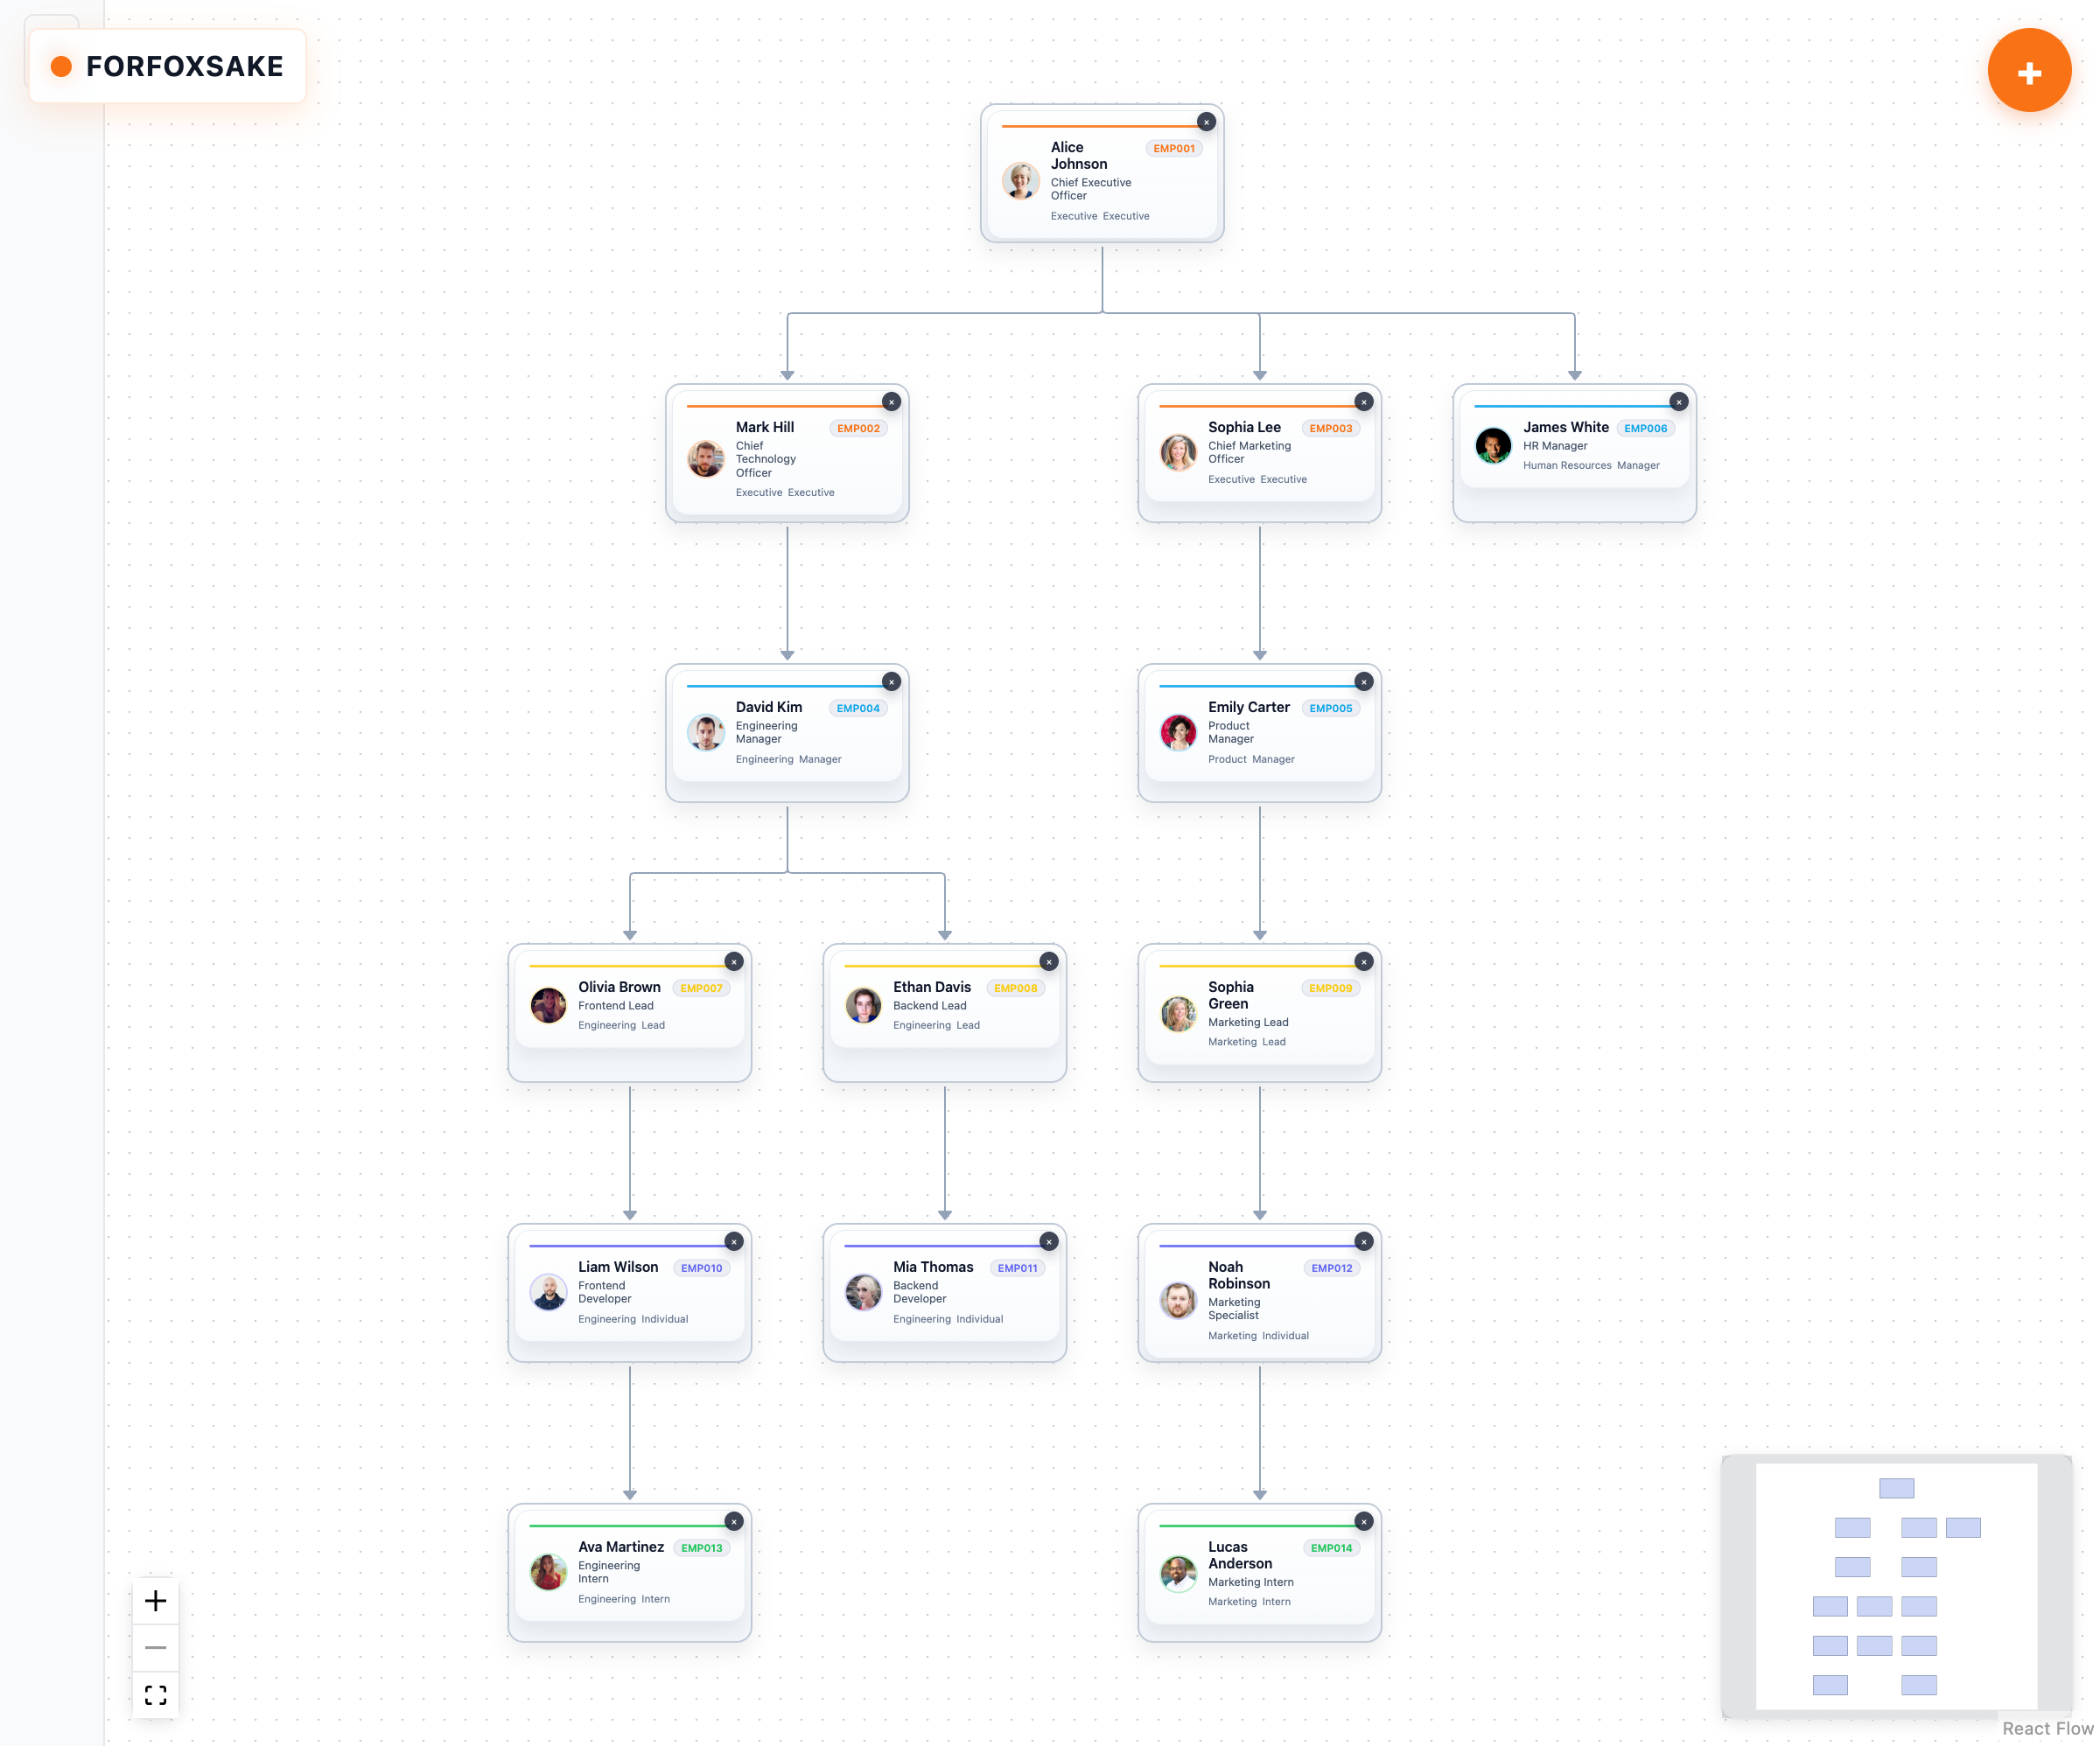 FORFOXSAKE
+
Alice
Johnson
EMP001
Chief Executive
Officer
Executive Executive
Mark Hill
EMP002
Chief
Technology
Officer
Executive Executive
Sophia Lee
EMP003
Chief Marketing
Officer
Executive Executive
James White
EMP006
HR Manager
Human Resources Manager
David Kim
EMP004
Engineering
Manager
Engineering Manager
Emily Carter
EMP005
Product
Manager
Product Manager
Olivia Brown
EMP007
Frontend Lead
Engineering Lead
Ethan Davis
EMP008
Backend Lead
Engineering Lead
Sophia
Green
EMP009
Marketing Lead
Marketing Lead
Liam Wilson
EMP010
Frontend
Developer
Engineering Individual
Mia Thomas
EMP011
Backend
Developer
Engineering Individual
Noah
Robinson
EMP012
Marketing
Specialist
Marketing Individual
Ava Martinez
EMP013
Engineering
Intern
Engineering Intern
Lucas
Anderson
EMP014
Marketing Intern
Marketing Intern
React Flow